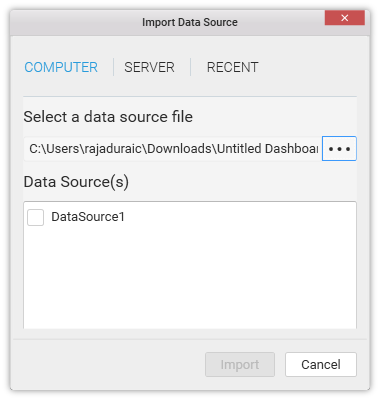 Import Data Source
COMPUTER SERVER RECENT
Select a data source file
C:\Users\rajaduraic\Downloads\Untitled Dashboar
Data Source(s)
DataSource1
Import Cancel